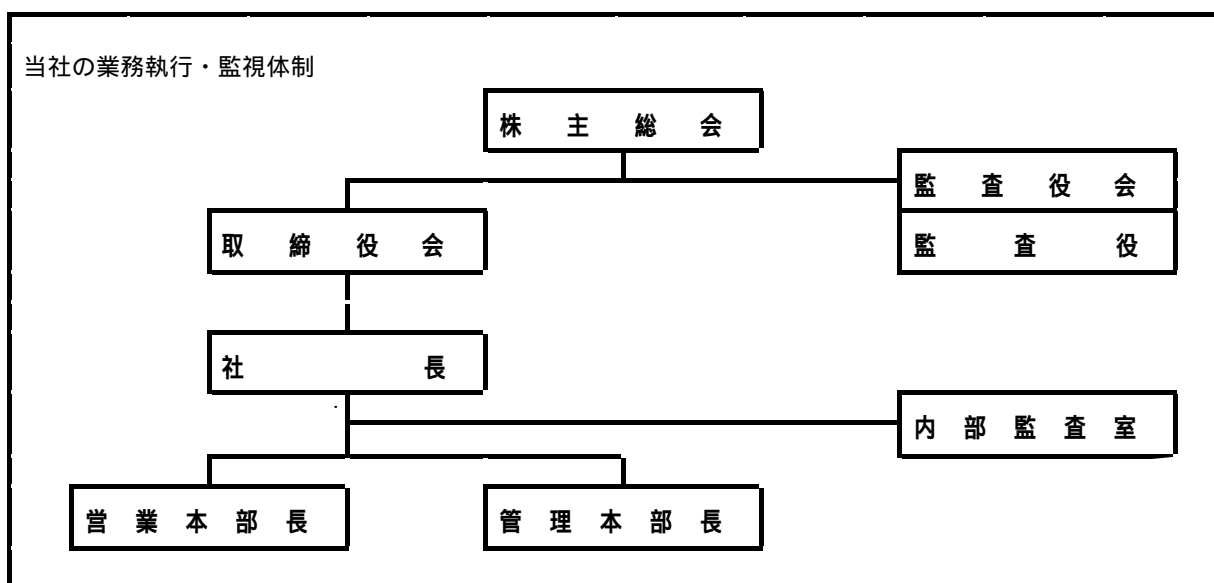 当社の業務執行・監視体制
株主総会
監査役会
取締役会
監査役
社長
内部監査室
営業本部長
管理本部長